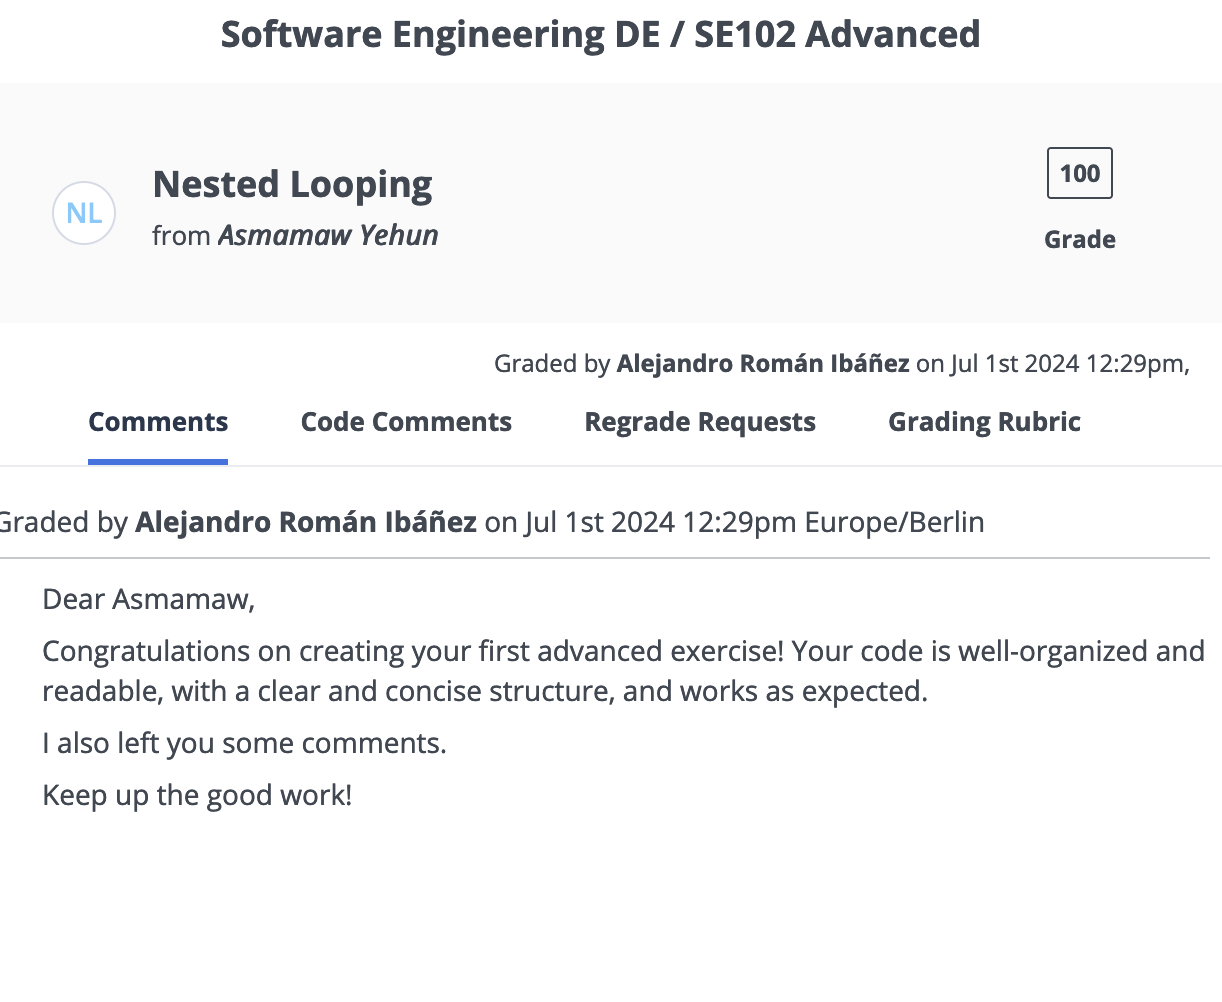 Software Engineering DE / SE102 Advanced
NL
Nested Looping
from Asmamaw Yehun
100
Grade
Graded by Alejandro Román Ibáñez on Jul 1st 2024 12:29pm,
Comments Code Comments Regrade Requests Grading Rubric
Graded by Alejandro Román Ibáñez on Jul 1st 2024 12:29pm Europe/Berlin
Dear Asmamaw,
Congratulations on creating your first advanced exercise! Your code is well-organized and
readable, with a clear and concise structure, and works as expected.
I also left you some comments.
Keep up the good work!